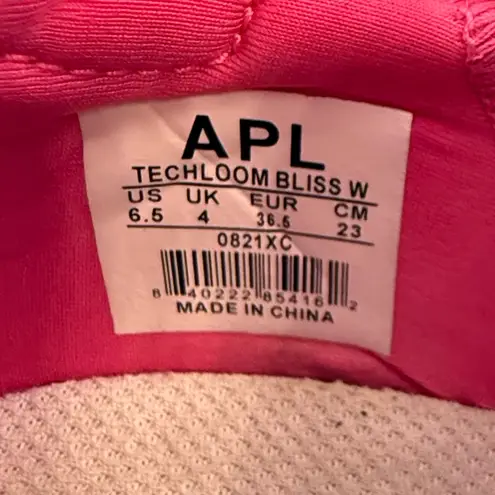 APL
TECHLOOM BLISS W
US UK EUR CM
6.5 4 36.5 23
0821XC
8 40222 85416 2
MADE IN CHINA